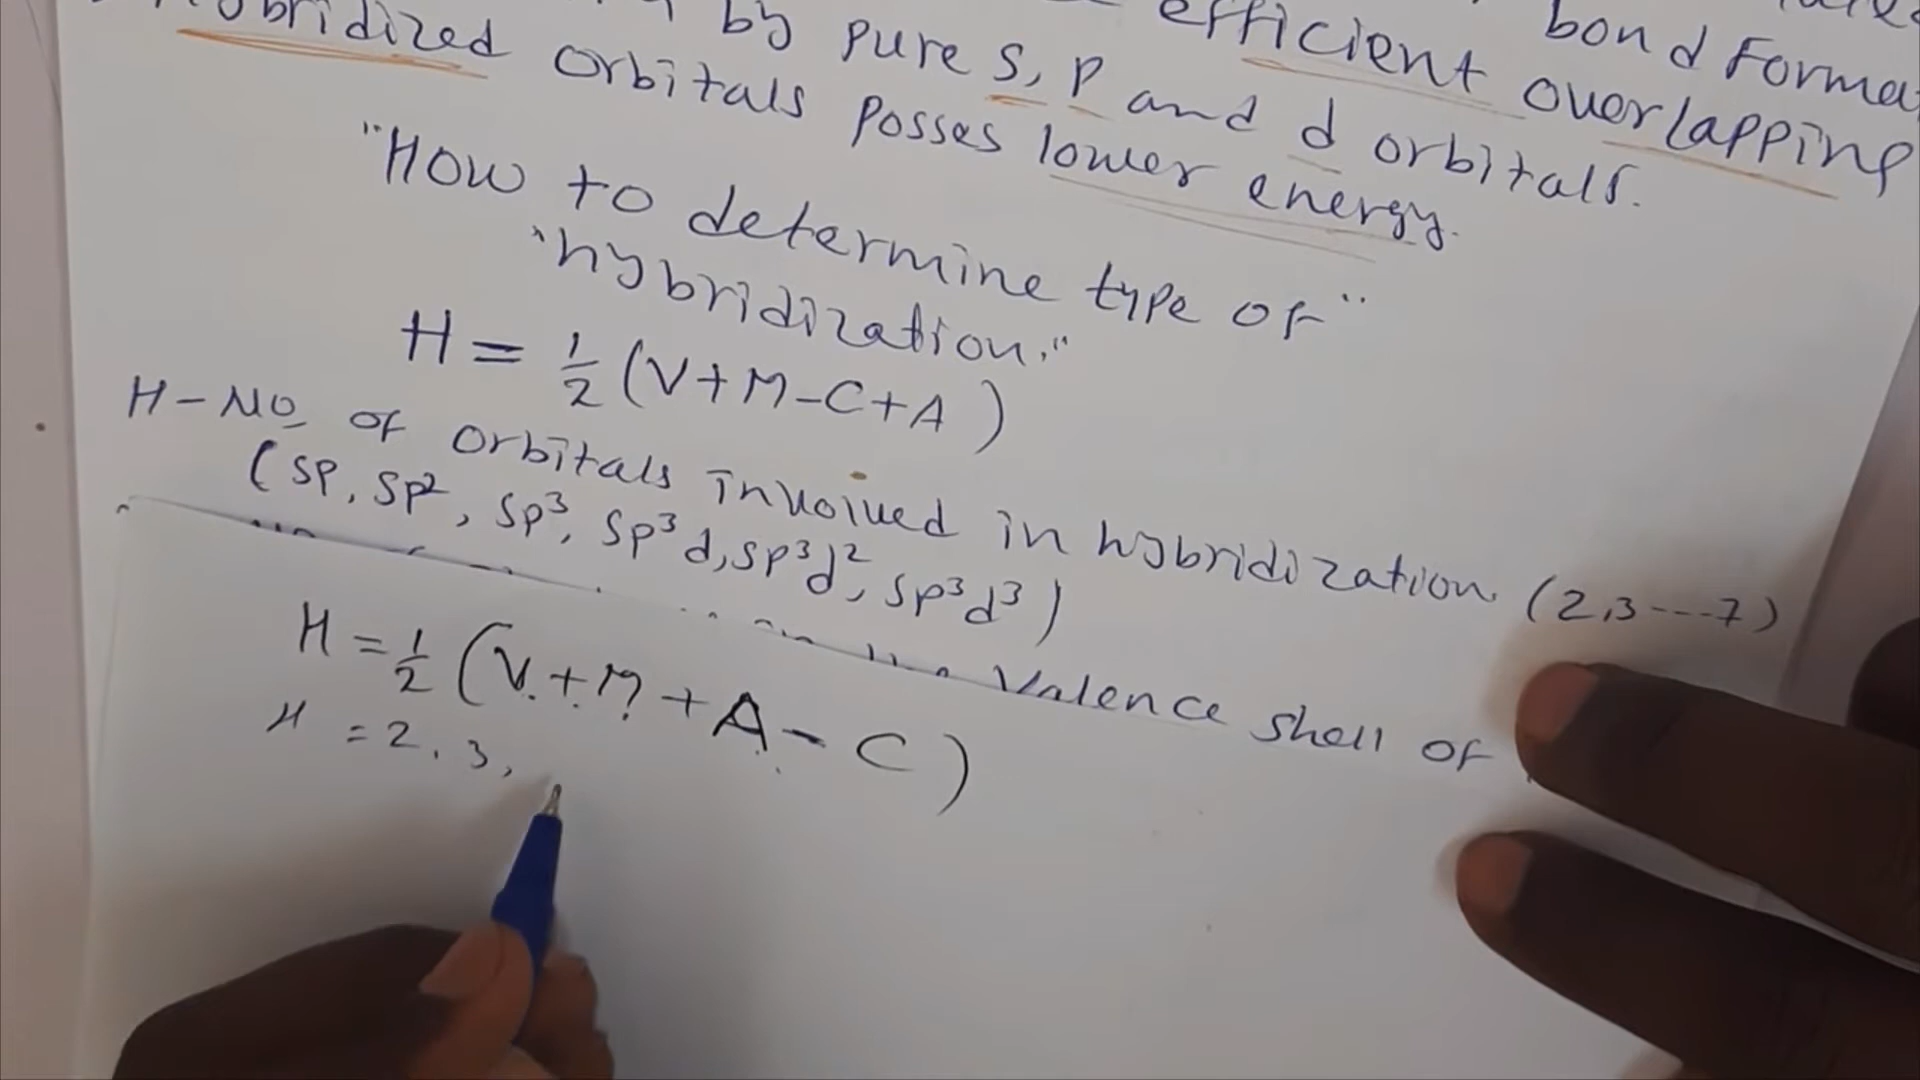 by pure s, p and d orbitals.
efficient overlapping
bond
hybridized orbitals posses lower energy.
"How to determine type of"
"hybridization."
H = 1/2 (V+M-C+A)
H - No of orbitals involved in hybridization (2,3---7)
(sp, sp², sp³, sp³d, sp³d², sp³d³)
Valence shell of
H = 1/2 (V+M+A-C)
H = 2, 3,